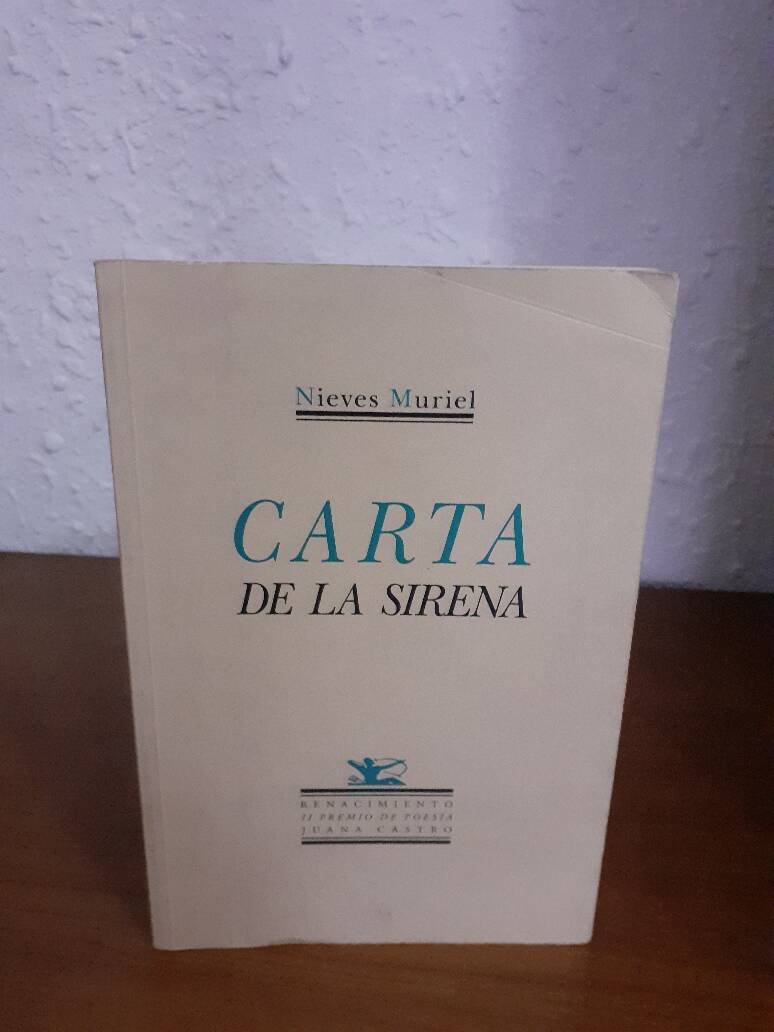 Nieves Muriel
CARTA
DE LA SIRENA
RENACIMIENTO
II PREMIO DE POESÍA
JUANA CASTRO